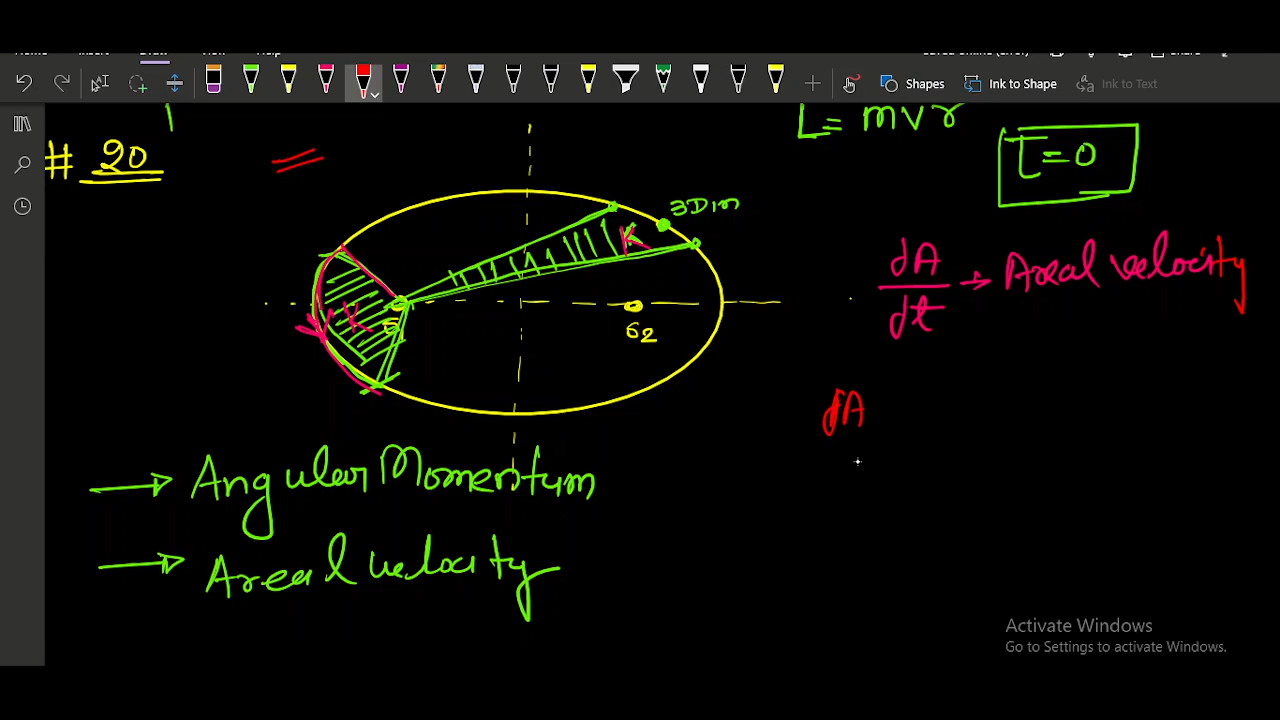 Shapes
Ink to Shape
Ink to Text
L = mvr
# 20
τ = 0
3Dim
K
dA/dt → Areal velocity
K
S2
dA
→ Angular Momentum
→ Areal velocity
Activate Windows
Go to Settings to activate Windows.